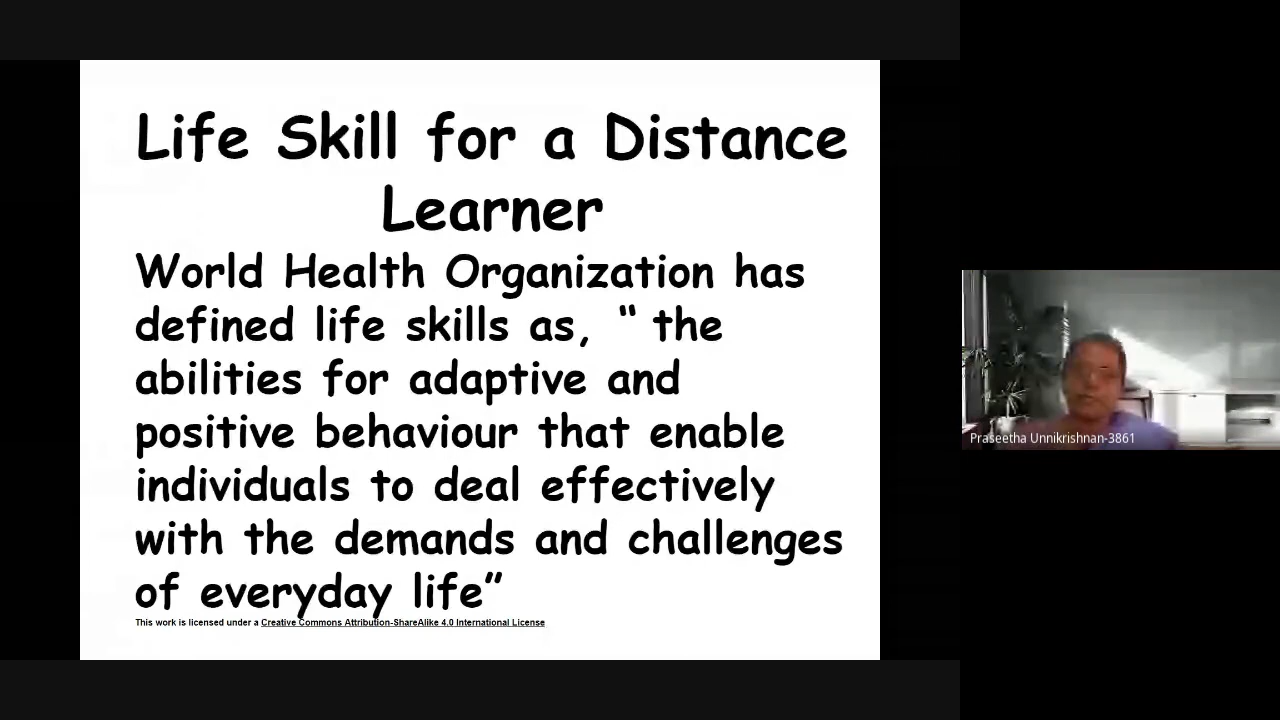 Life Skill for a Distance
Learner
World Health Organization has
defined life skills as, “ the
abilities for adaptive and
positive behaviour that enable
individuals to deal effectively
with the demands and challenges
of everyday life”
This work is licensed under a Creative Commons Attribution-ShareAlike 4.0 International License
Praseetha Unnikrishnan-3861